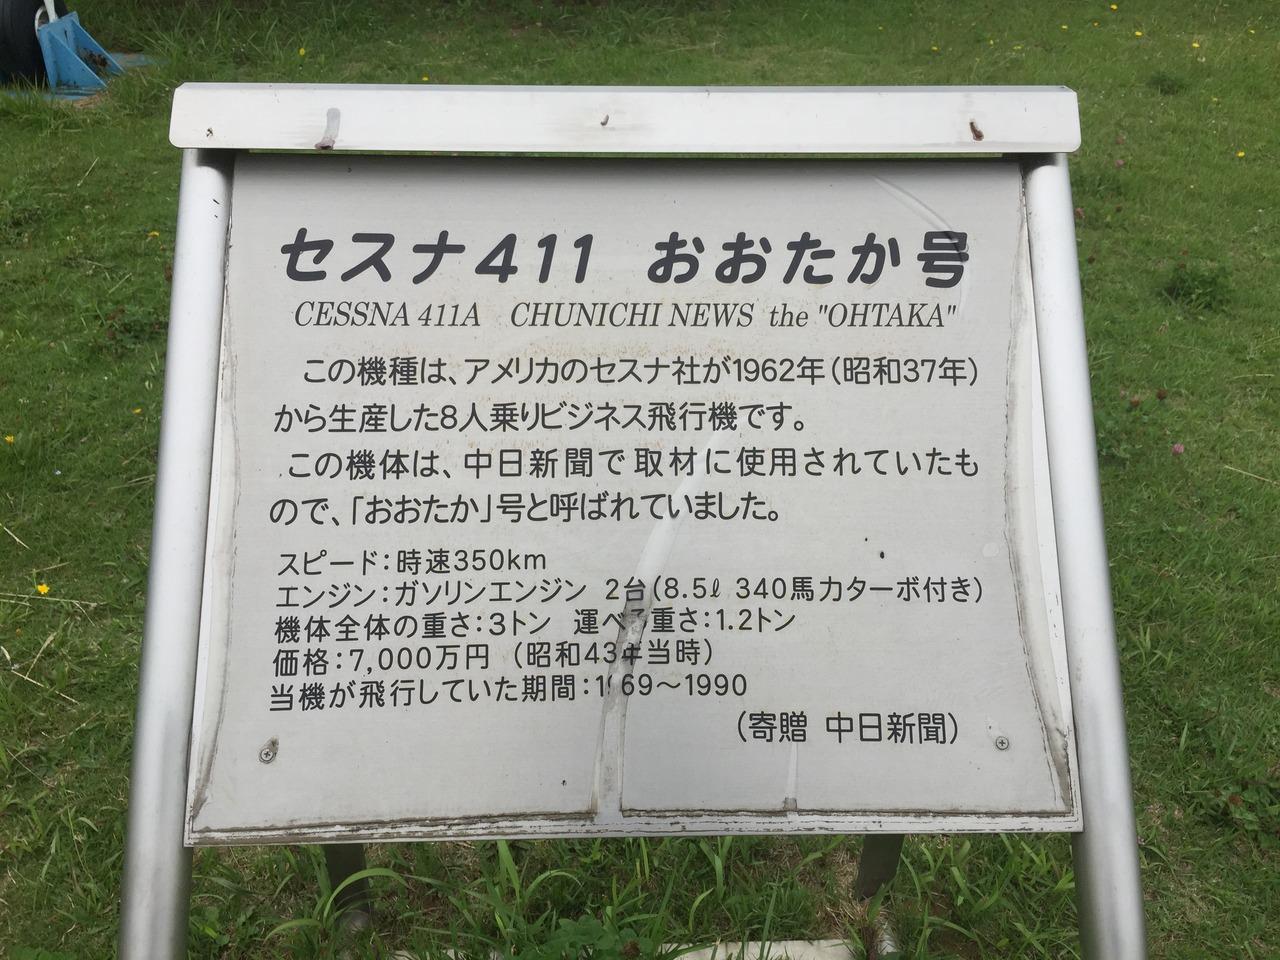 セスナ411 おおたか号
CESSNA 411A CHUNICHI NEWS the "OHTAKA"
この機種は、アメリカのセスナ社が1962年(昭和37年)
から生産した8人乗りビジネス飛行機です。
この機体は、中日新聞で取材に使用されていたも
ので、「おおたか」号と呼ばれていました。
スピード:時速350km
エンジン:ガソリンエンジン 2台(8.5ℓ 340馬力ターボ付き)
機体全体の重さ:3トン 運べる重さ:1.2トン
価格:7,000万円 (昭和43年当時)
当機が飛行していた期間:1969〜1990
(寄贈 中日新聞)